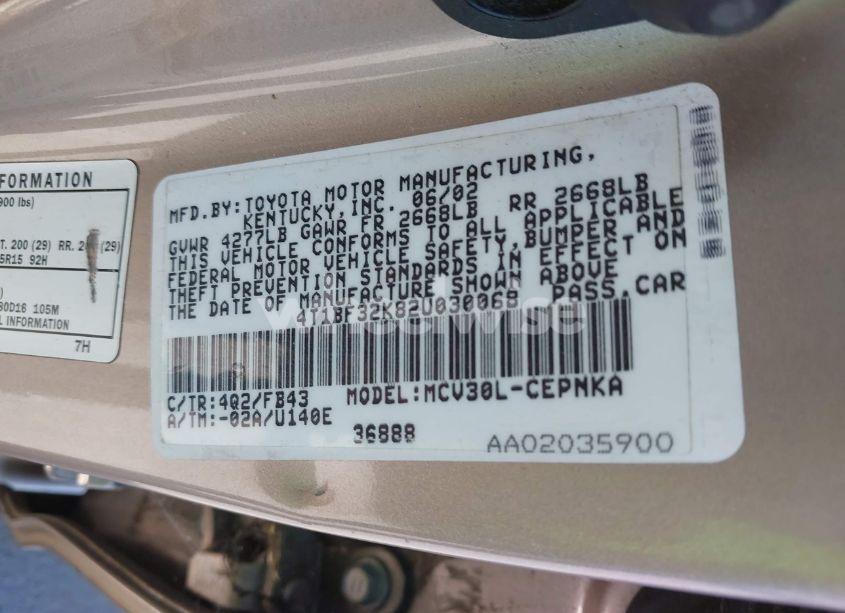 FORMATION
900 lbs)
T. 200 (29) RR. (29)
5R15 92H
80D16 105M
L INFORMATION
7H
MFD.BY:TOYOTA MOTOR MANUFACTURING,
KENTUCKY,INC. 06/02
GVWR 4277LB GAWR FR 2668LB RR 2668LB
THIS VEHICLE CONFORMS TO ALL APPLICABLE
FEDERAL MOTOR VEHICLE SAFETY,BUMPER AND
THEFT PREVENTION STANDARDS IN EFFECT ON
THE DATE OF MANUFACTURE SHOWN ABOVE
4T1BF32K82U030068 PASS.CAR
C/TR:4Q2/FB43 MODEL:MCV30L-CEPNKA
A/TM:-02A/U140E
36888
AA02035900